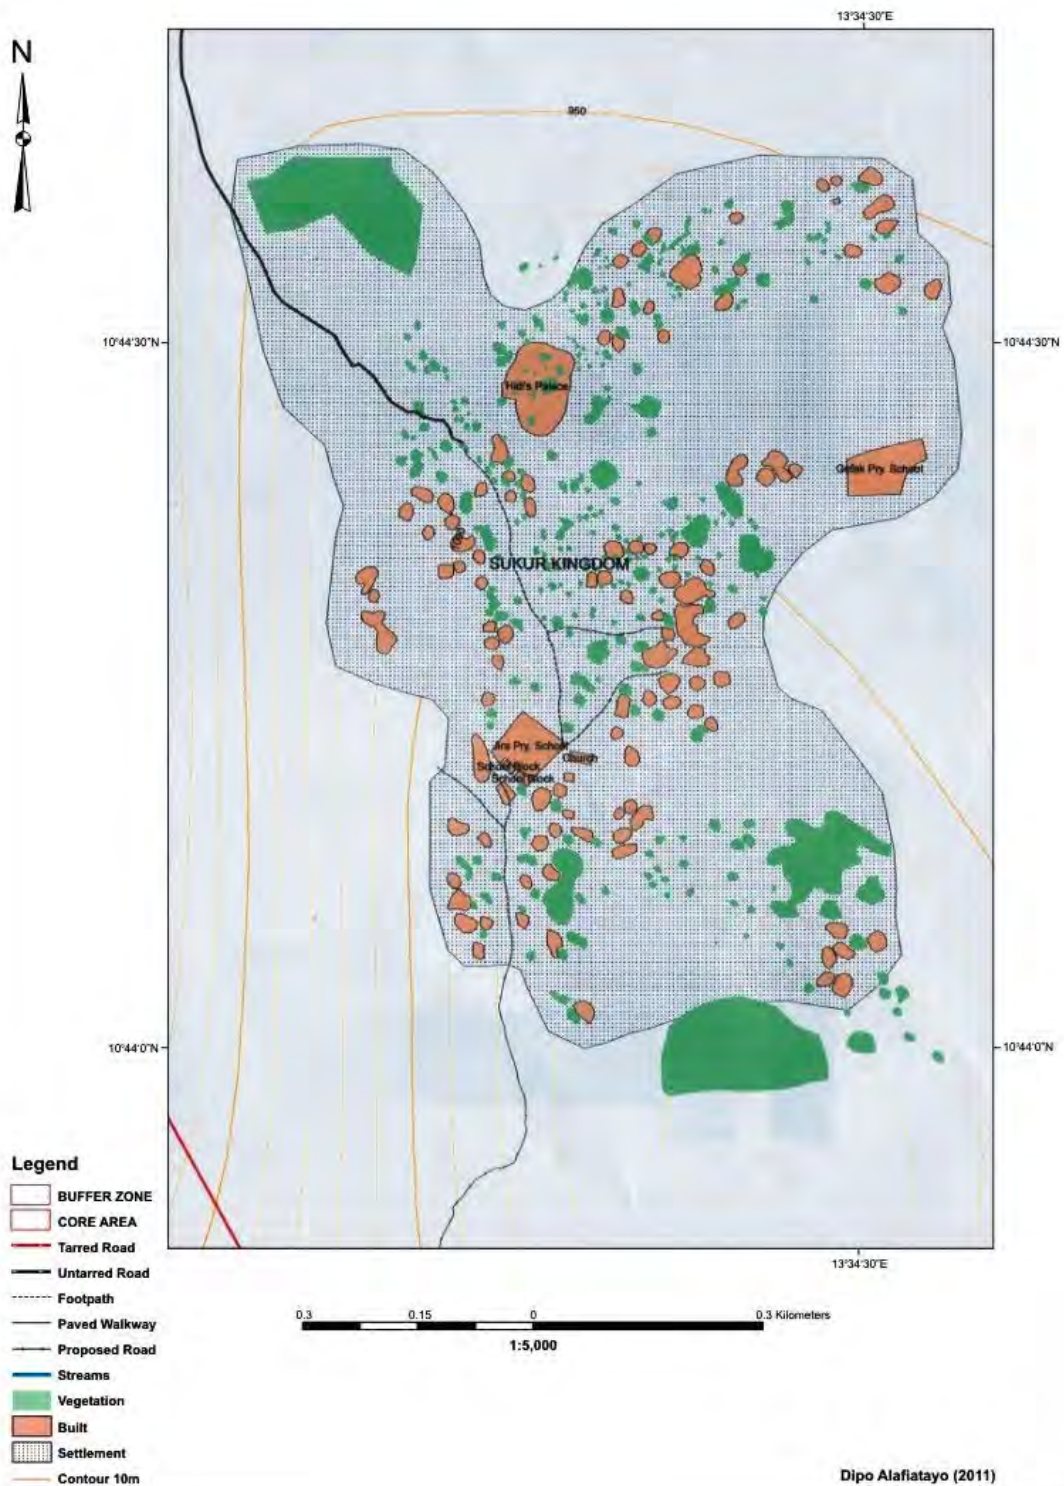 13°34'30"E
N
950
10°44'30"N
10°44'30"N
Hidi's Palace
Gefak Pry. School
SUKUR KINGDOM
Jira Pry. School
Church
School Block
School Block
10°44'0"N
10°44'0"N
Legend
BUFFER ZONE
CORE AREA
Tarred Road
Untarred Road
Footpath
Paved Walkway
Proposed Road
Streams
Vegetation
Built
Settlement
Contour 10m
13°34'30"E
0.3 0.15 0 0.3 Kilometers
1:5,000
Dipo Alafiatayo (2011)